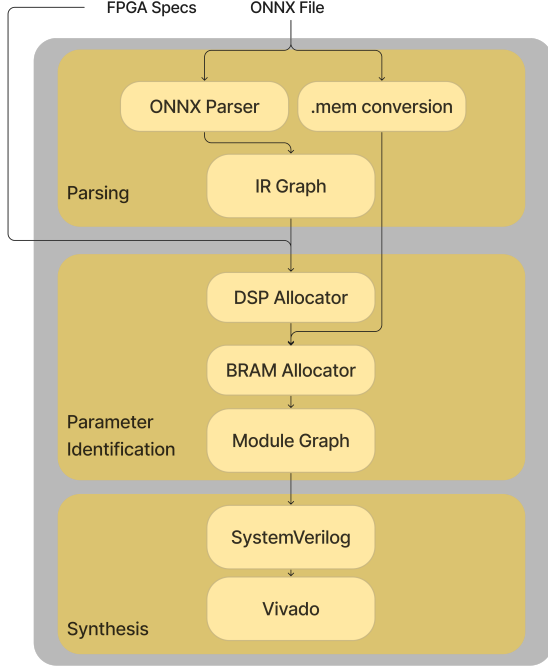 FPGA Specs
ONNX File
ONNX Parser
.mem conversion
IR Graph
Parsing
DSP Allocator
BRAM Allocator
Parameter
Identification
Module Graph
SystemVerilog
Vivado
Synthesis